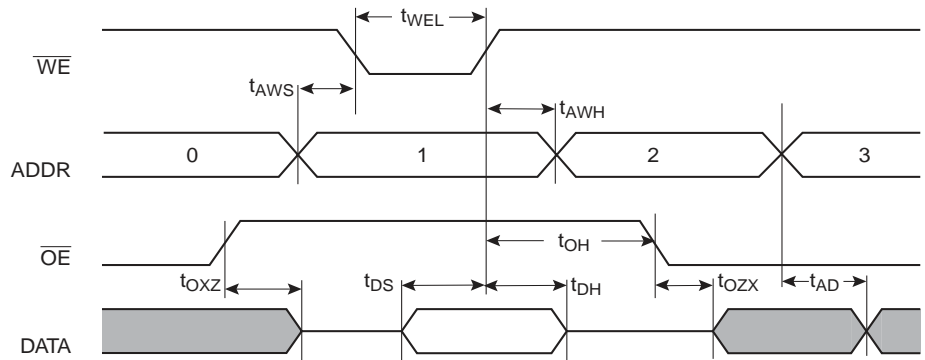 tWEL
WE
tAWS
tAWH
ADDR
0
1
2
3
OE
tOH
tOXZ
tDS
tDH
tOZX
tAD
DATA